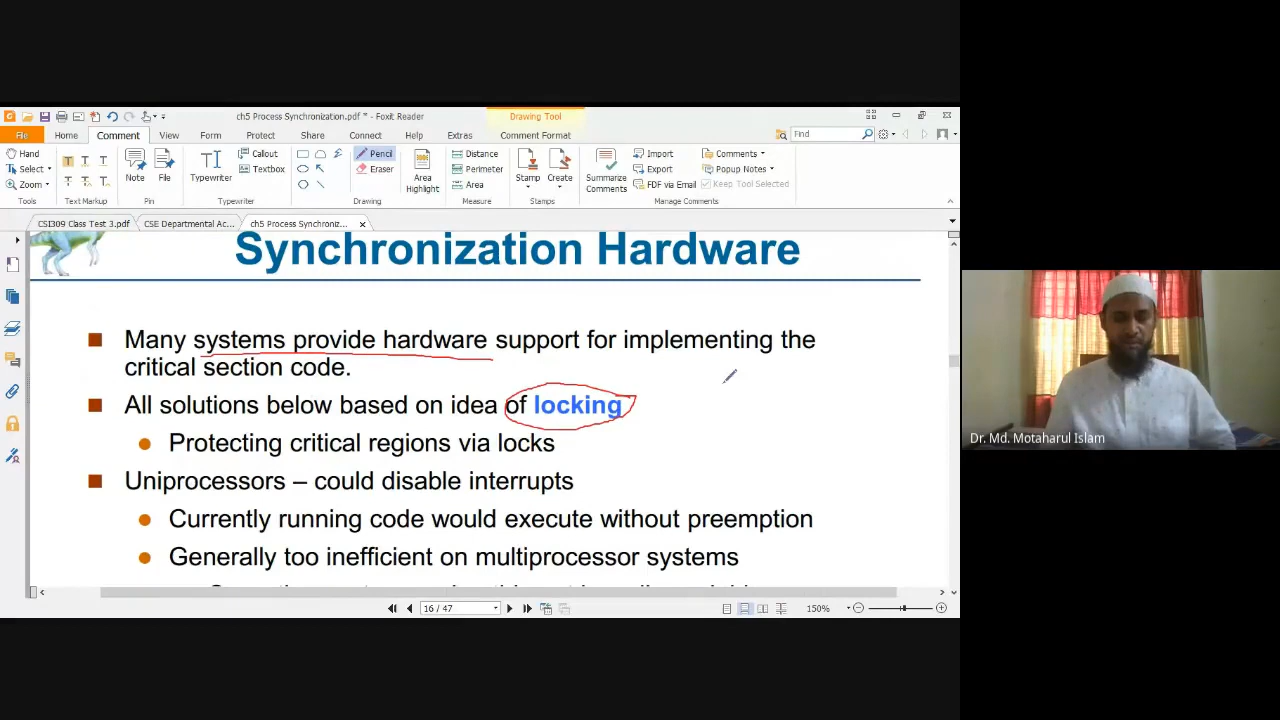 ch5 Process Synchronization.pdf * - Foxit Reader
Drawing Tool
File Home Comment View Form Protect Share Connect Help Extras Comment Format
Find
Hand
Select
Zoom
Tools
Text Markup
Note
File
Pin
Typewriter
Callout
Textbox
Typewriter
Pencil
Eraser
Area Highlight
Drawing
Distance
Perimeter
Area
Measure
Stamp
Create
Stamps
Summarize Comments
Import
Export
FDF via Email
Comments
Popup Notes
Keep Tool Selected
Manage Comments
CSI309 Class Test 3.pdf
CSE Departmental Ac...
ch5 Process Synchroniz...
Synchronization Hardware
Many systems provide hardware support for implementing the
critical section code.
All solutions below based on idea of locking
Protecting critical regions via locks
Uniprocessors – could disable interrupts
Currently running code would execute without preemption
Generally too inefficient on multiprocessor systems
16 / 47
150%
Dr. Md. Motaharul Islam